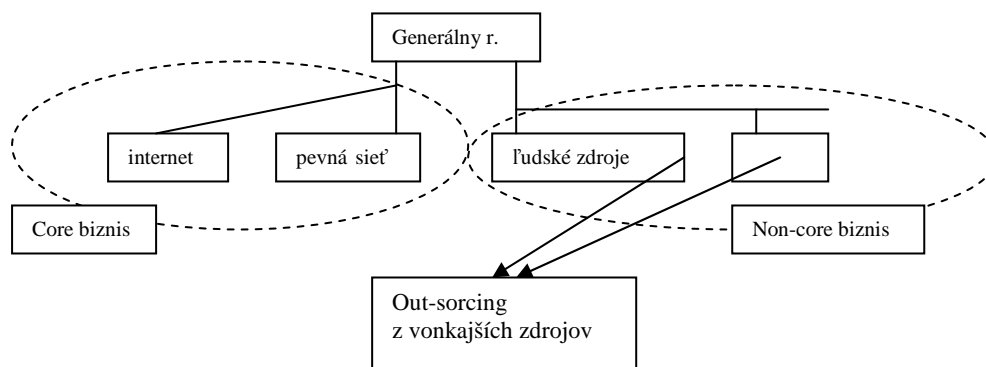 Generálny r.
internet
pevná sieť
ľudské zdroje
Core biznis
Non-core biznis
Out-sorcing
z vonkajších zdrojov